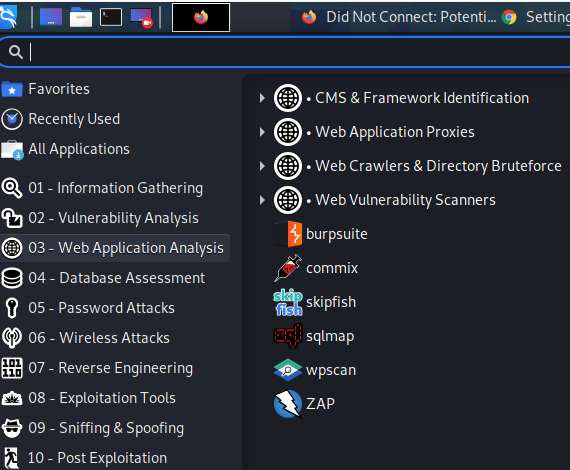 Did Not Connect: Potenti...
Setting
Favorites
Recently Used
All Applications
01 - Information Gathering
02 - Vulnerability Analysis
03 - Web Application Analysis
04 - Database Assessment
05 - Password Attacks
06 - Wireless Attacks
07 - Reverse Engineering
08 - Exploitation Tools
09 - Sniffing & Spoofing
10 - Post Exploitation
• CMS & Framework Identification
• Web Application Proxies
• Web Crawlers & Directory Bruteforce
• Web Vulnerability Scanners
burpsuite
commix
skip
fish
skipfish
sql
sqlmap
wpscan
ZAP